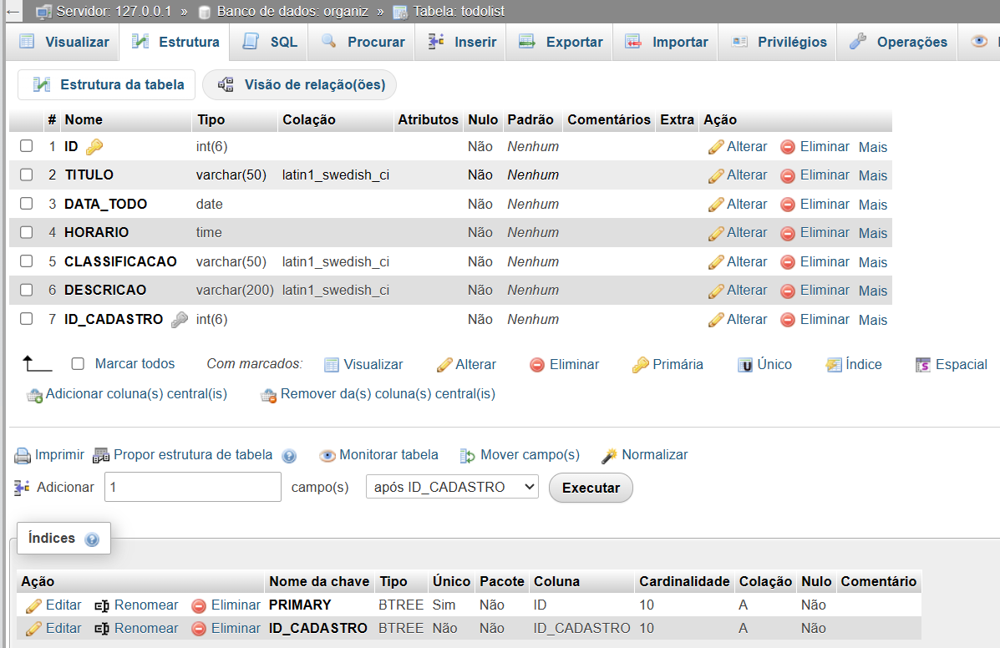 ← Servidor: 127.0.0.1 » Banco de dados: organiz » Tabela: todolist
Visualizar Estrutura SQL Procurar Inserir Exportar Importar Privilégios Operações
Estrutura da tabela Visão de relação(ões)
# Nome Tipo Colação Atributos Nulo Padrão Comentários Extra Ação
1 ID int(6) Não Nenhum Alterar Eliminar Mais
2 TITULO varchar(50) latin1_swedish_ci Não Nenhum Alterar Eliminar Mais
3 DATA_TODO date Não Nenhum Alterar Eliminar Mais
4 HORARIO time Não Nenhum Alterar Eliminar Mais
5 CLASSIFICACAO varchar(50) latin1_swedish_ci Não Nenhum Alterar Eliminar Mais
6 DESCRICAO varchar(200) latin1_swedish_ci Não Nenhum Alterar Eliminar Mais
7 ID_CADASTRO int(6) Não Nenhum Alterar Eliminar Mais
Marcar todos Com marcados: Visualizar Alterar Eliminar Primária Único Índice Espacial
Adicionar coluna(s) central(is) Remover da(s) coluna(s) central(is)
Imprimir Propor estrutura de tabela Monitorar tabela Mover campo(s) Normalizar
Adicionar 1 campo(s) após ID_CADASTRO Executar
Índices
Ação Nome da chave Tipo Único Pacote Coluna Cardinalidade Colação Nulo Comentário
Editar Renomear Eliminar PRIMARY BTREE Sim Não ID 10 A Não
Editar Renomear Eliminar ID_CADASTRO BTREE Não Não ID_CADASTRO 10 A Não